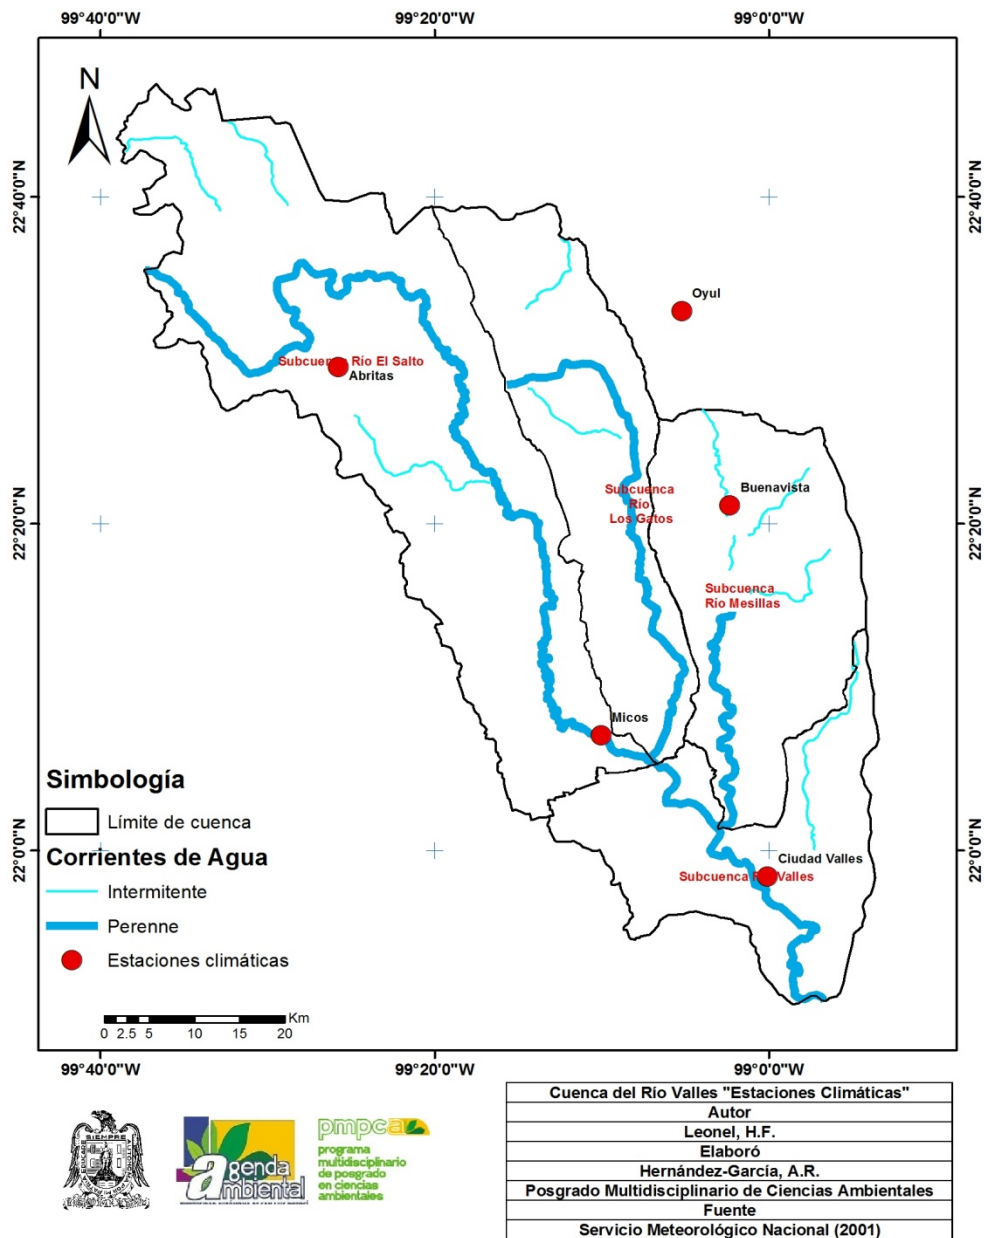 99°40'0"W
99°20'0"W
99°0'0"W
N
22°40'0"N
22°40'0"N
Oyul
Subcuenca Río El Salto
Abritas
Buenavista
Subcuenca
Río
Los Gatos
22°20'0"N
22°20'0"N
Subcuenca
Río Mesillas
Micos
Simbología
Límite de cuenca
Corrientes de Agua
Intermitente
Perenne
Estaciones climáticas
22°0'0"N
22°0'0"N
Ciudad Valles
Subcuenca Río Valles
Km
0 2.5 5 10 15 20
99°40'0"W
99°20'0"W
99°0'0"W
SIEMPRE
agenda
ambiental
pmpca
programa
multidisciplinario
de posgrado
en ciencias
ambientales
Cuenca del Río Valles "Estaciones Climáticas"
Autor
Leonel, H.F.
Elaboró
Hernández-García, A.R.
Posgrado Multidisciplinario de Ciencias Ambientales
Fuente
Servicio Meteorológico Nacional (2001)